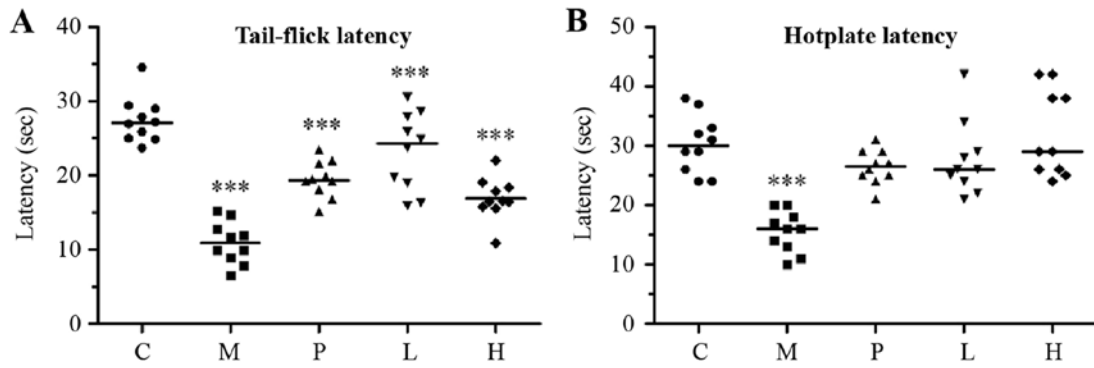 A
Tail-flick latency
Latency (sec)
40
30
20
10
0
***
***
***
***
C M P L H
B
Hotplate latency
Latency (sec)
50
40
30
20
10
0
***
C M P L H